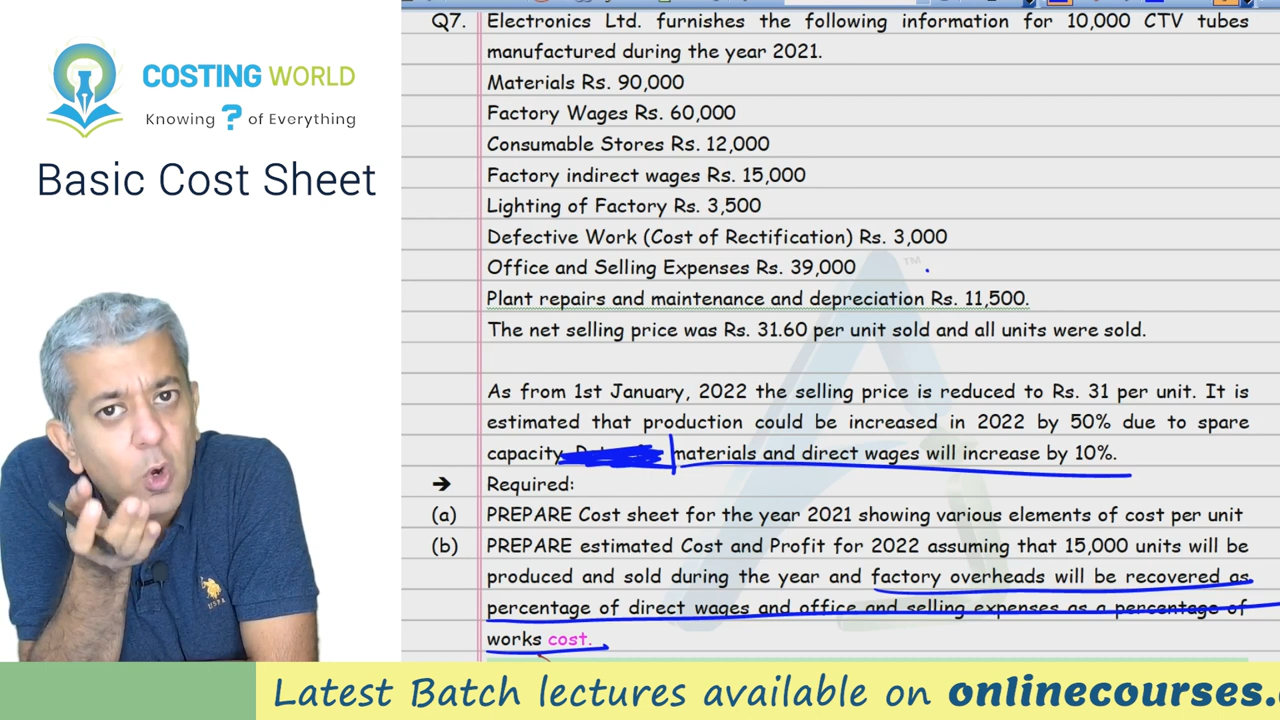 COSTING WORLD
Knowing ? of Everything
Basic Cost Sheet
Q7. Electronics Ltd. furnishes the following information for 10,000 CTV tubes
manufactured during the year 2021.
Materials Rs. 90,000
Factory Wages Rs. 60,000
Consumable Stores Rs. 12,000
Factory indirect wages Rs. 15,000
Lighting of Factory Rs. 3,500
Defective Work (Cost of Rectification) Rs. 3,000
Office and Selling Expenses Rs. 39,000
TM
Plant repairs and maintenance and depreciation Rs. 11,500.
The net selling price was Rs. 31.60 per unit sold and all units were sold.
As from 1st January, 2022 the selling price is reduced to Rs. 31 per unit. It is
estimated that production could be increased in 2022 by 50% due to spare
capacity materials and direct wages will increase by 10%.
➔ Required:
(a) PREPARE Cost sheet for the year 2021 showing various elements of cost per unit
(b) PREPARE estimated Cost and Profit for 2022 assuming that 15,000 units will be
produced and sold during the year and factory overheads will be recovered as
percentage of direct wages and office and selling expenses as a percentage of
works cost.
USPA
Latest Batch lectures available on onlinecourses.